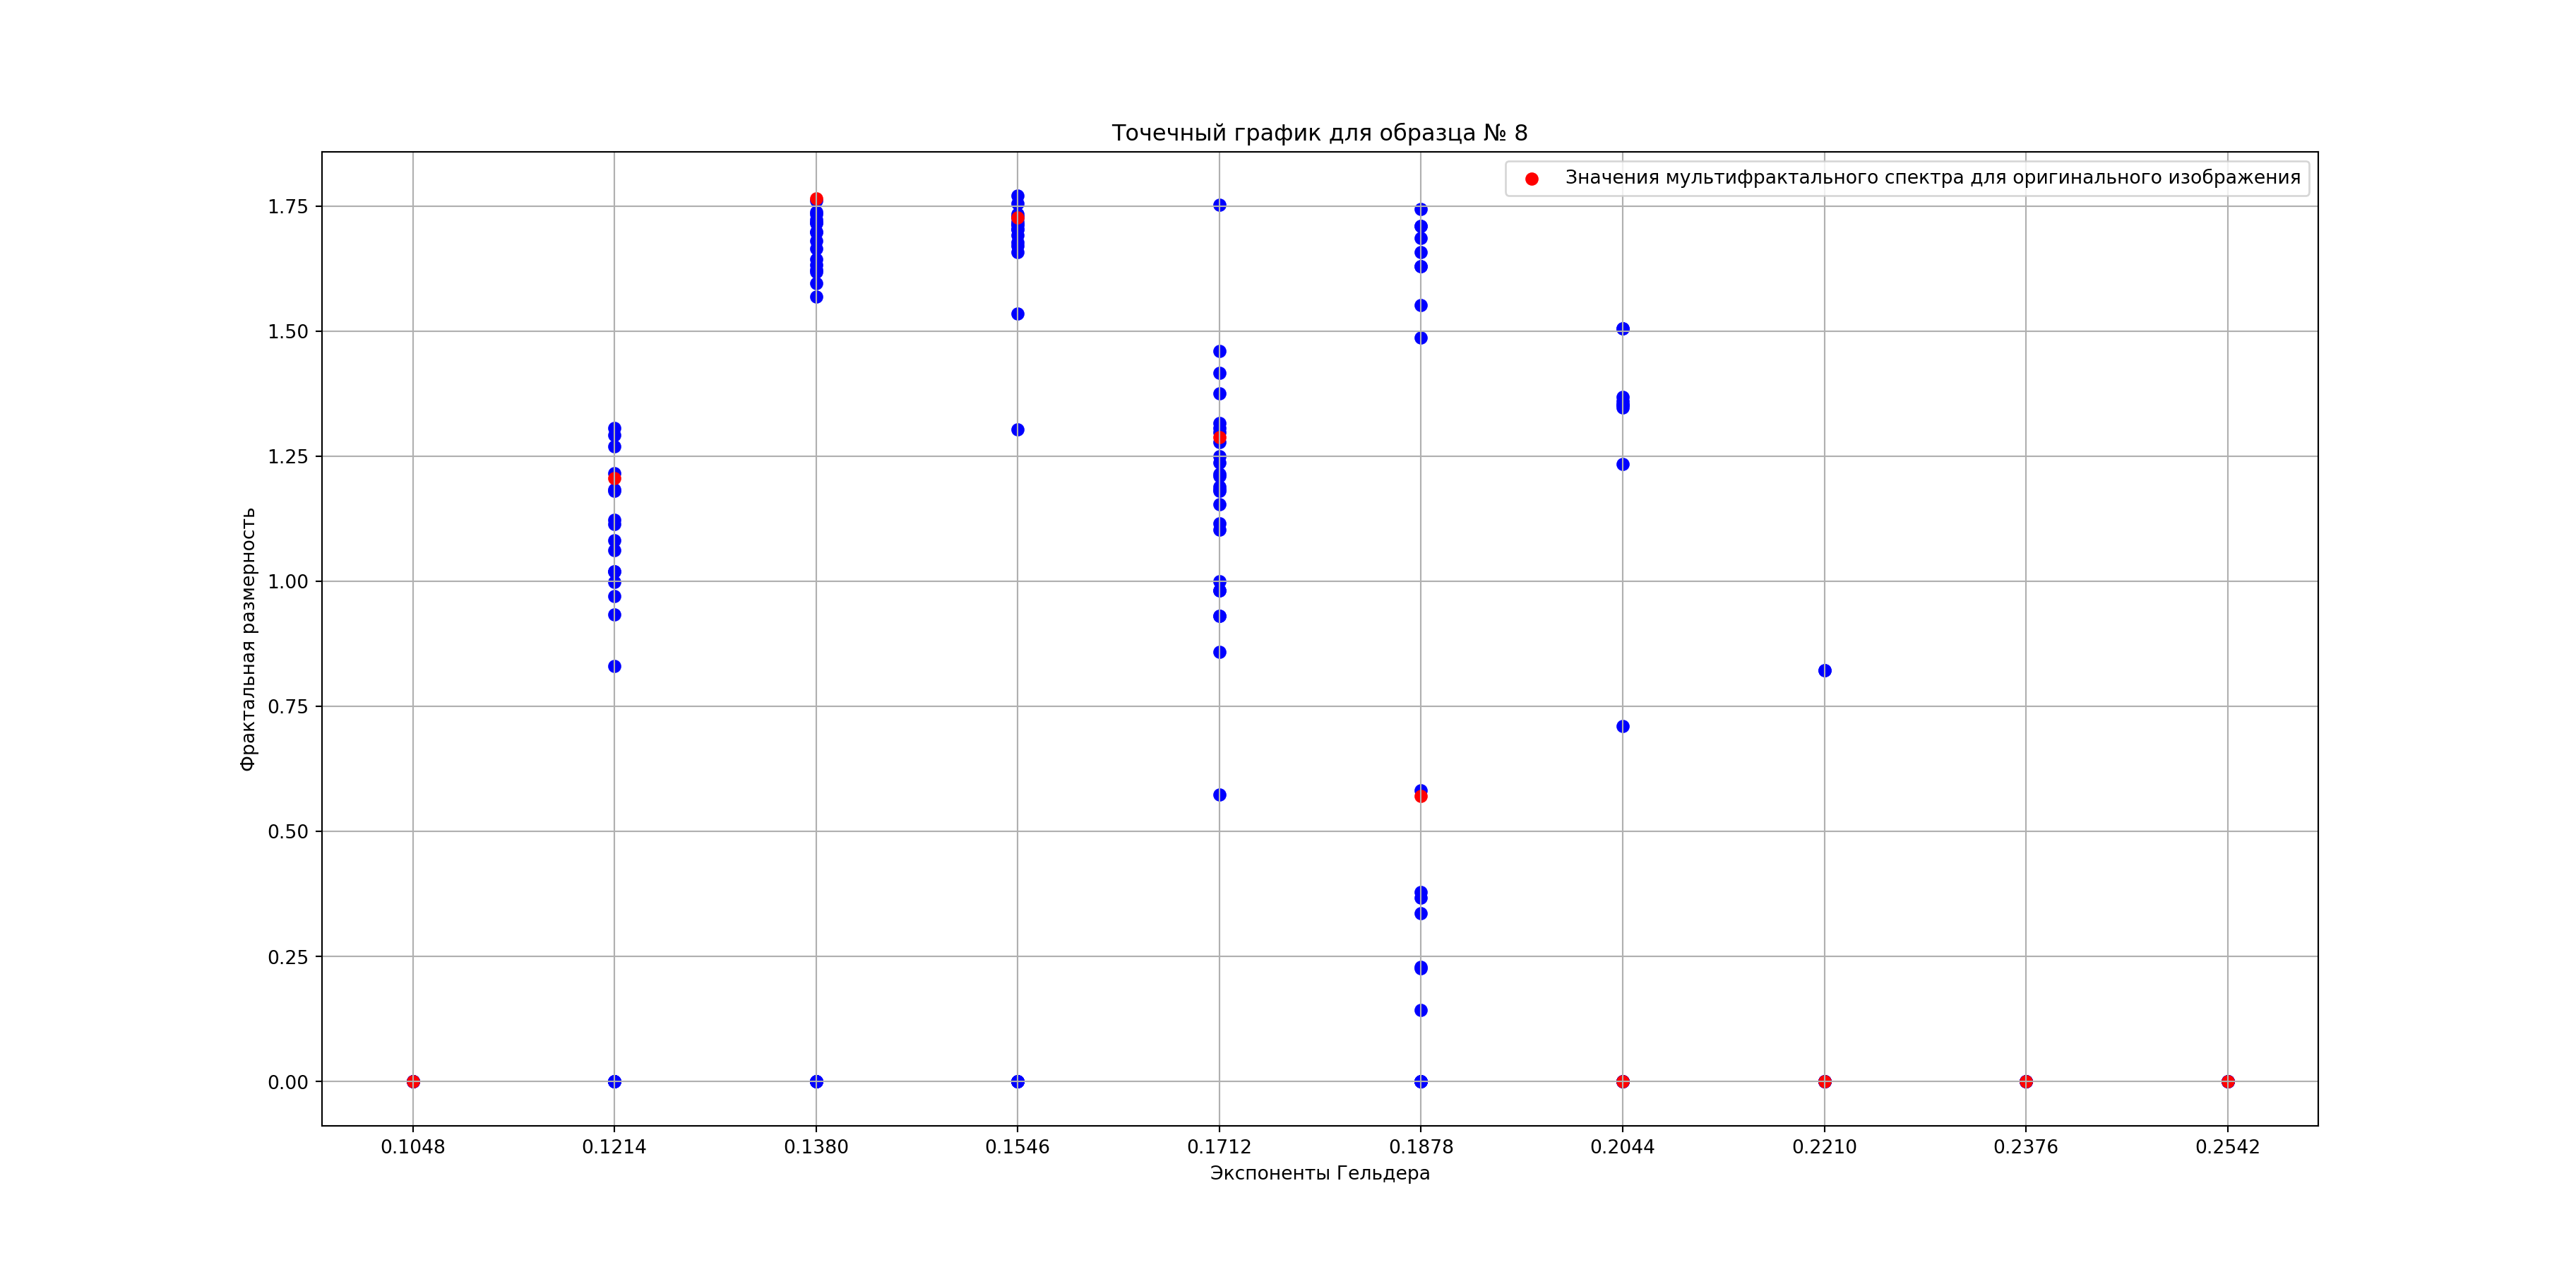 Точечный график для образца № 8
Значения мультифрактального спектра для оригинального изображения
Фрактальная размерность
1.75
1.50
1.25
1.00
0.75
0.50
0.25
0.00
0.1048 0.1214 0.1380 0.1546 0.1712 0.1878 0.2044 0.2210 0.2376 0.2542
Экспоненты Гельдера